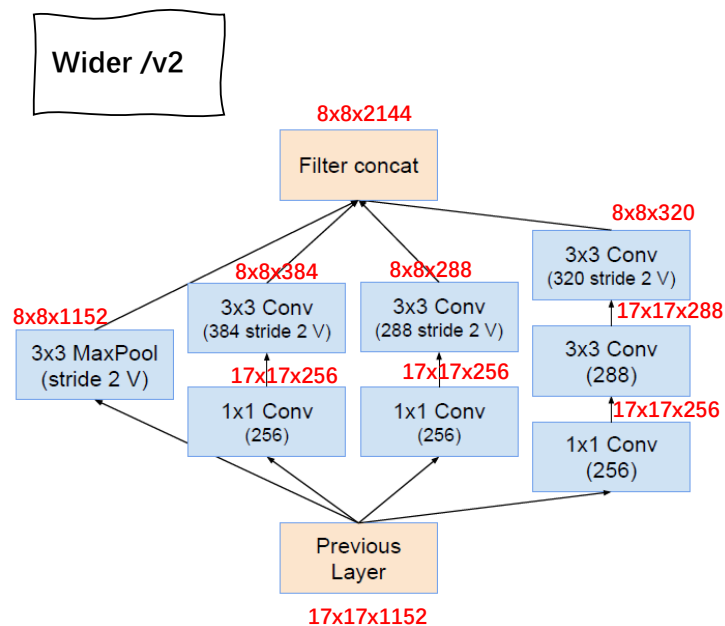 Wider /v2
8x8x2144
Filter concat
8x8x320
3x3 Conv
(320 stride 2 V)
8x8x384
3x3 Conv
(384 stride 2 V)
8x8x288
3x3 Conv
(288 stride 2 V)
8x8x1152
3x3 MaxPool
(stride 2 V)
17x17x288
3x3 Conv
(288)
17x17x256
1x1 Conv
(256)
17x17x256
1x1 Conv
(256)
17x17x256
1x1 Conv
(256)
Previous
Layer
17x17x1152